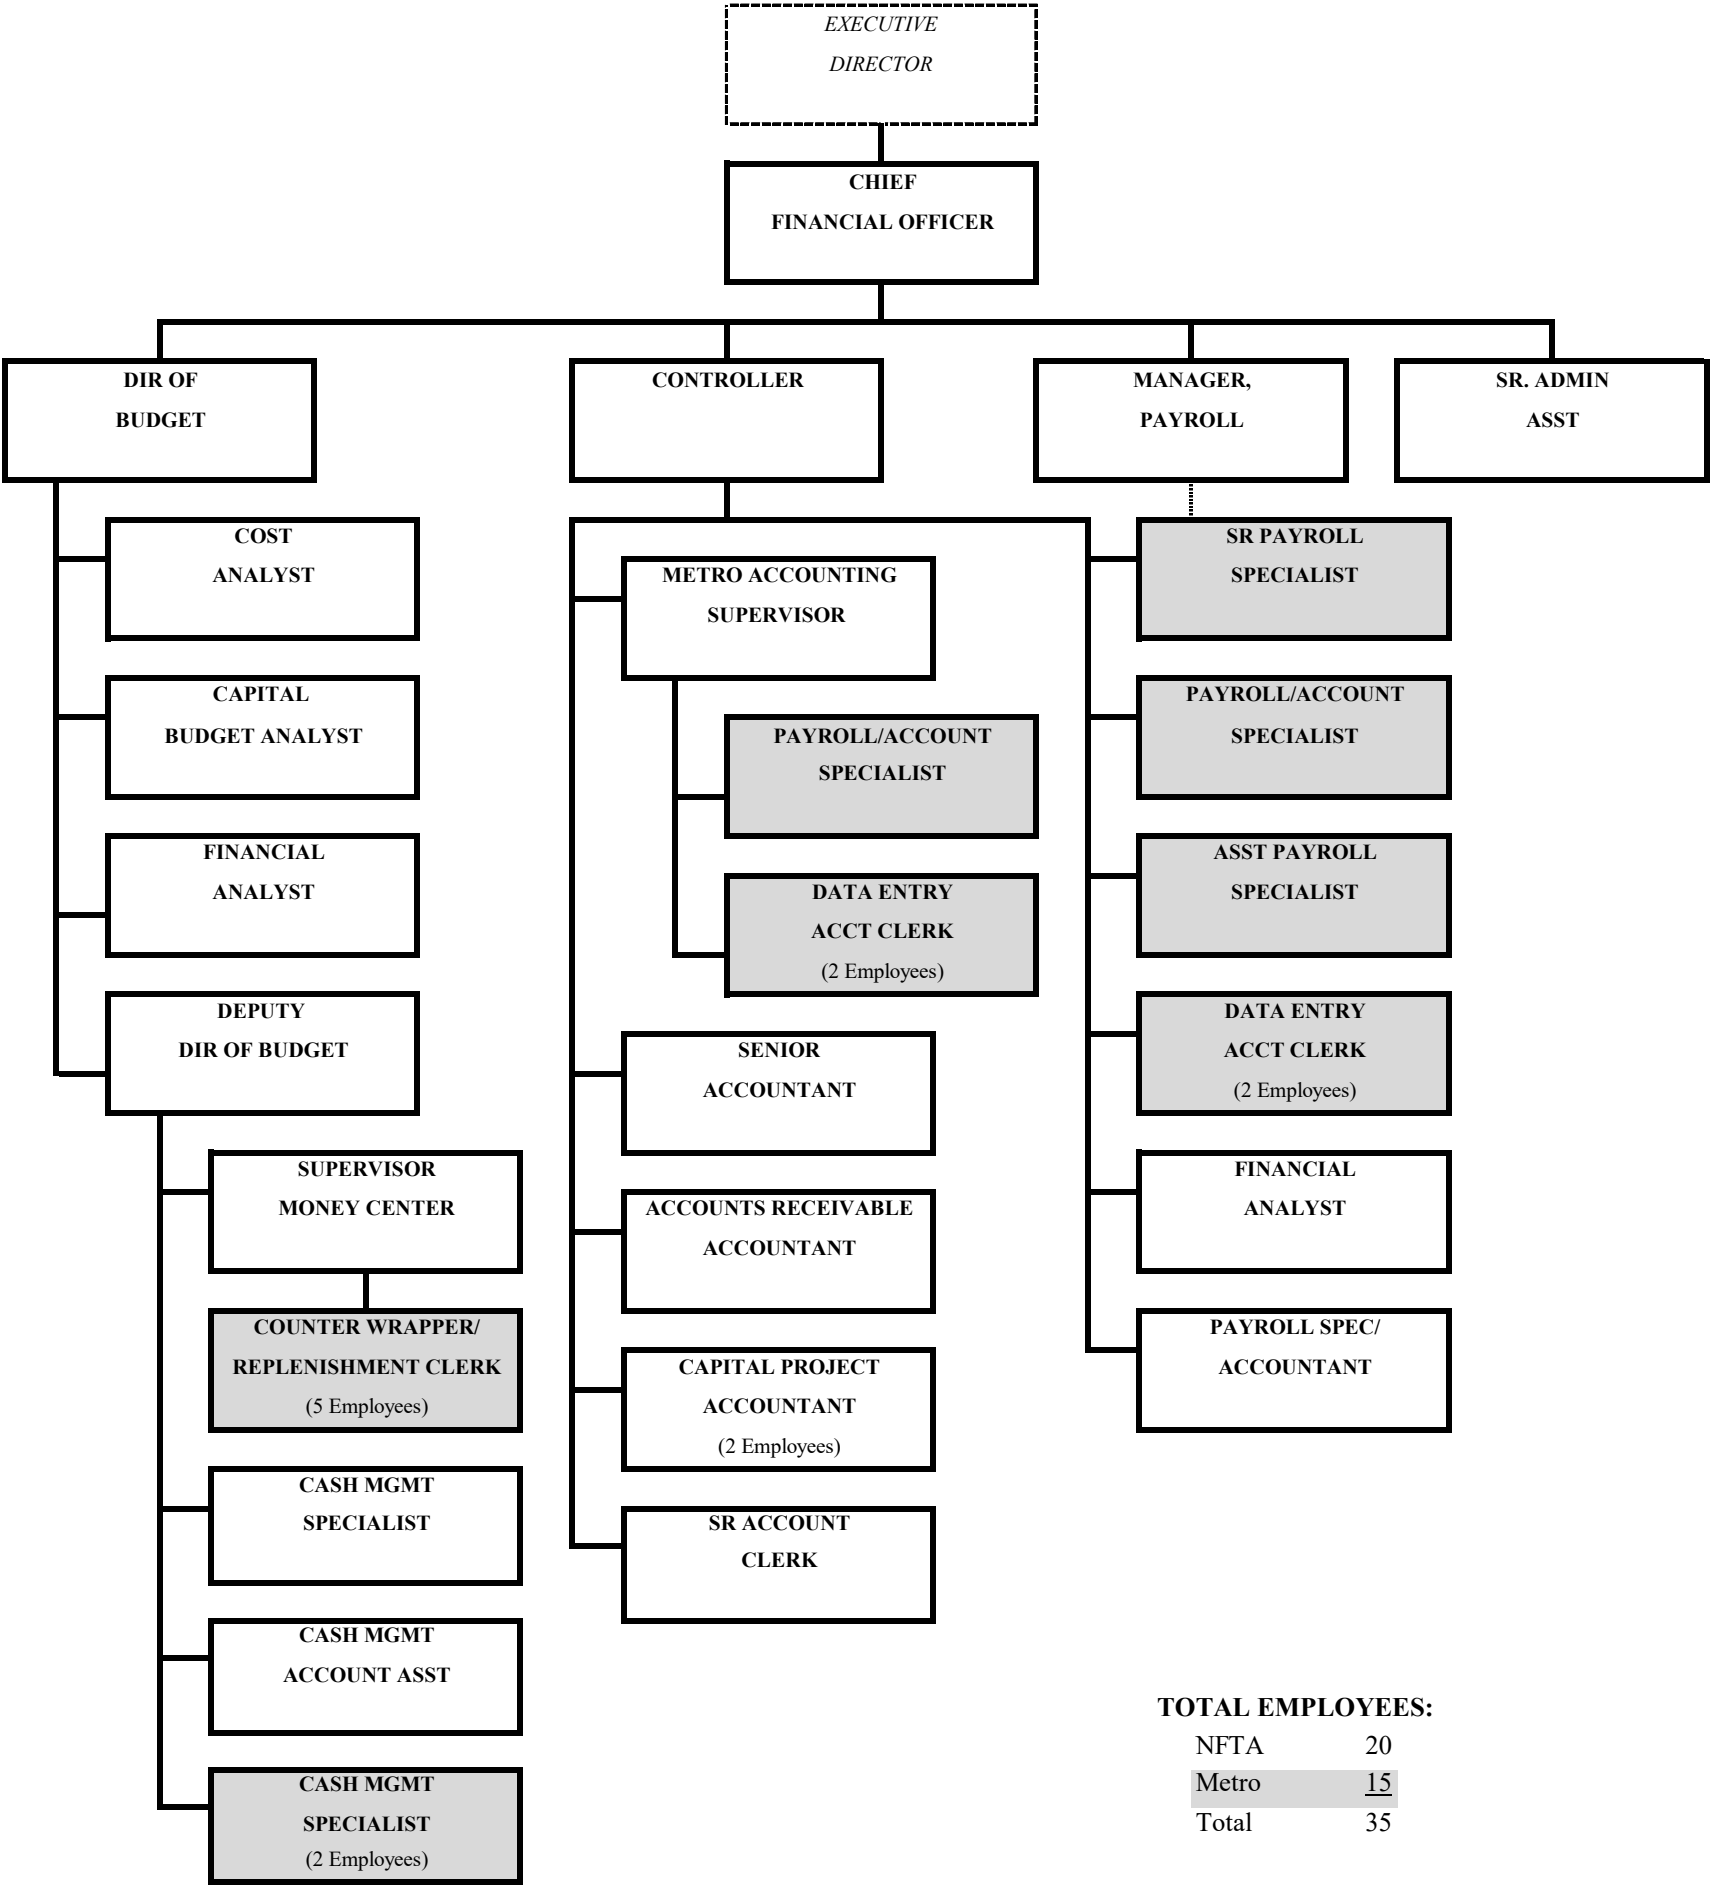 EXECUTIVE
DIRECTOR
CHIEF
FINANCIAL OFFICER
DIR OF
BUDGET
CONTROLLER
MANAGER,
PAYROLL
SR. ADMIN
ASST
COST
ANALYST
CAPITAL
BUDGET ANALYST
FINANCIAL
ANALYST
DEPUTY
DIR OF BUDGET
SUPERVISOR
MONEY CENTER
COUNTER WRAPPER/
REPLENISHMENT CLERK
(5 Employees)
CASH MGMT
SPECIALIST
CASH MGMT
ACCOUNT ASST
CASH MGMT
SPECIALIST
(2 Employees)
METRO ACCOUNTING
SUPERVISOR
PAYROLL/ACCOUNT
SPECIALIST
DATA ENTRY
ACCT CLERK
(2 Employees)
SENIOR
ACCOUNTANT
ACCOUNTS RECEIVABLE
ACCOUNTANT
CAPITAL PROJECT
ACCOUNTANT
(2 Employees)
SR ACCOUNT
CLERK
SR PAYROLL
SPECIALIST
PAYROLL/ACCOUNT
SPECIALIST
ASST PAYROLL
SPECIALIST
DATA ENTRY
ACCT CLERK
(2 Employees)
FINANCIAL
ANALYST
PAYROLL SPEC/
ACCOUNTANT
TOTAL EMPLOYEES:
NFTA 20
Metro 15
Total 35